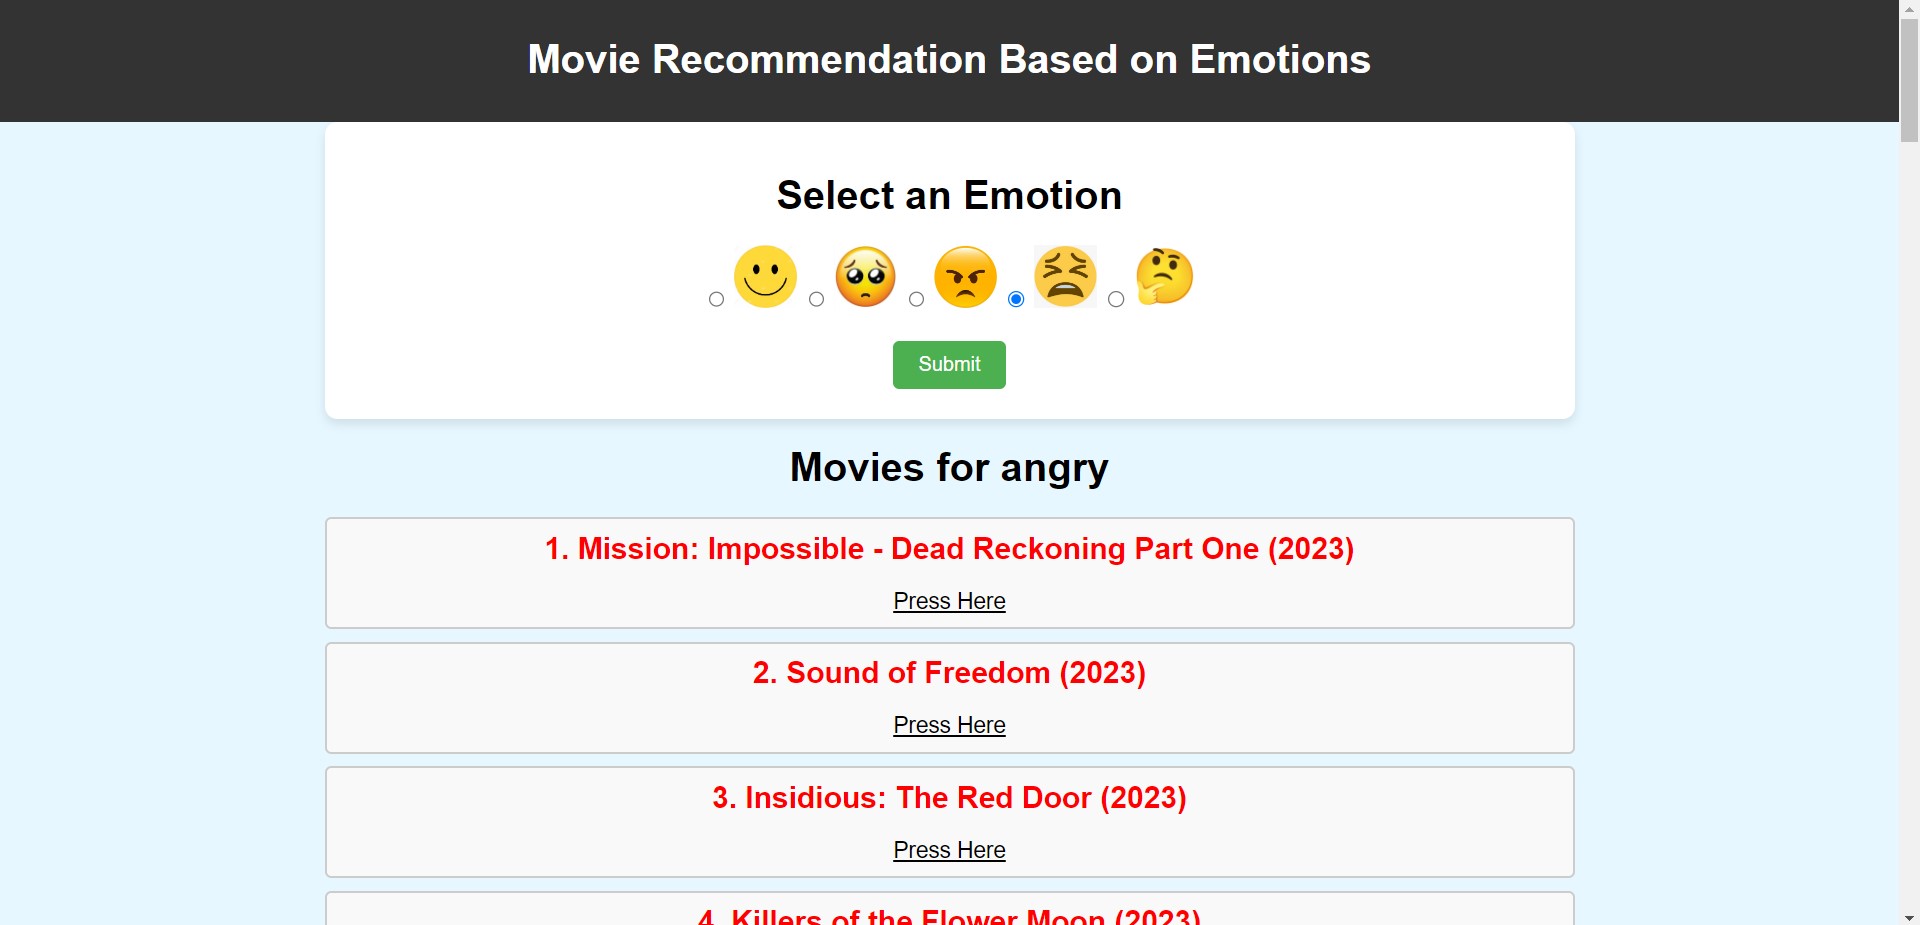 Movie Recommendation Based on Emotions
Select an Emotion
Submit
Movies for angry
1. Mission: Impossible - Dead Reckoning Part One (2023)
Press Here
2. Sound of Freedom (2023)
Press Here
3. Insidious: The Red Door (2023)
Press Here
4. Killers of the Flower Moon (2023)